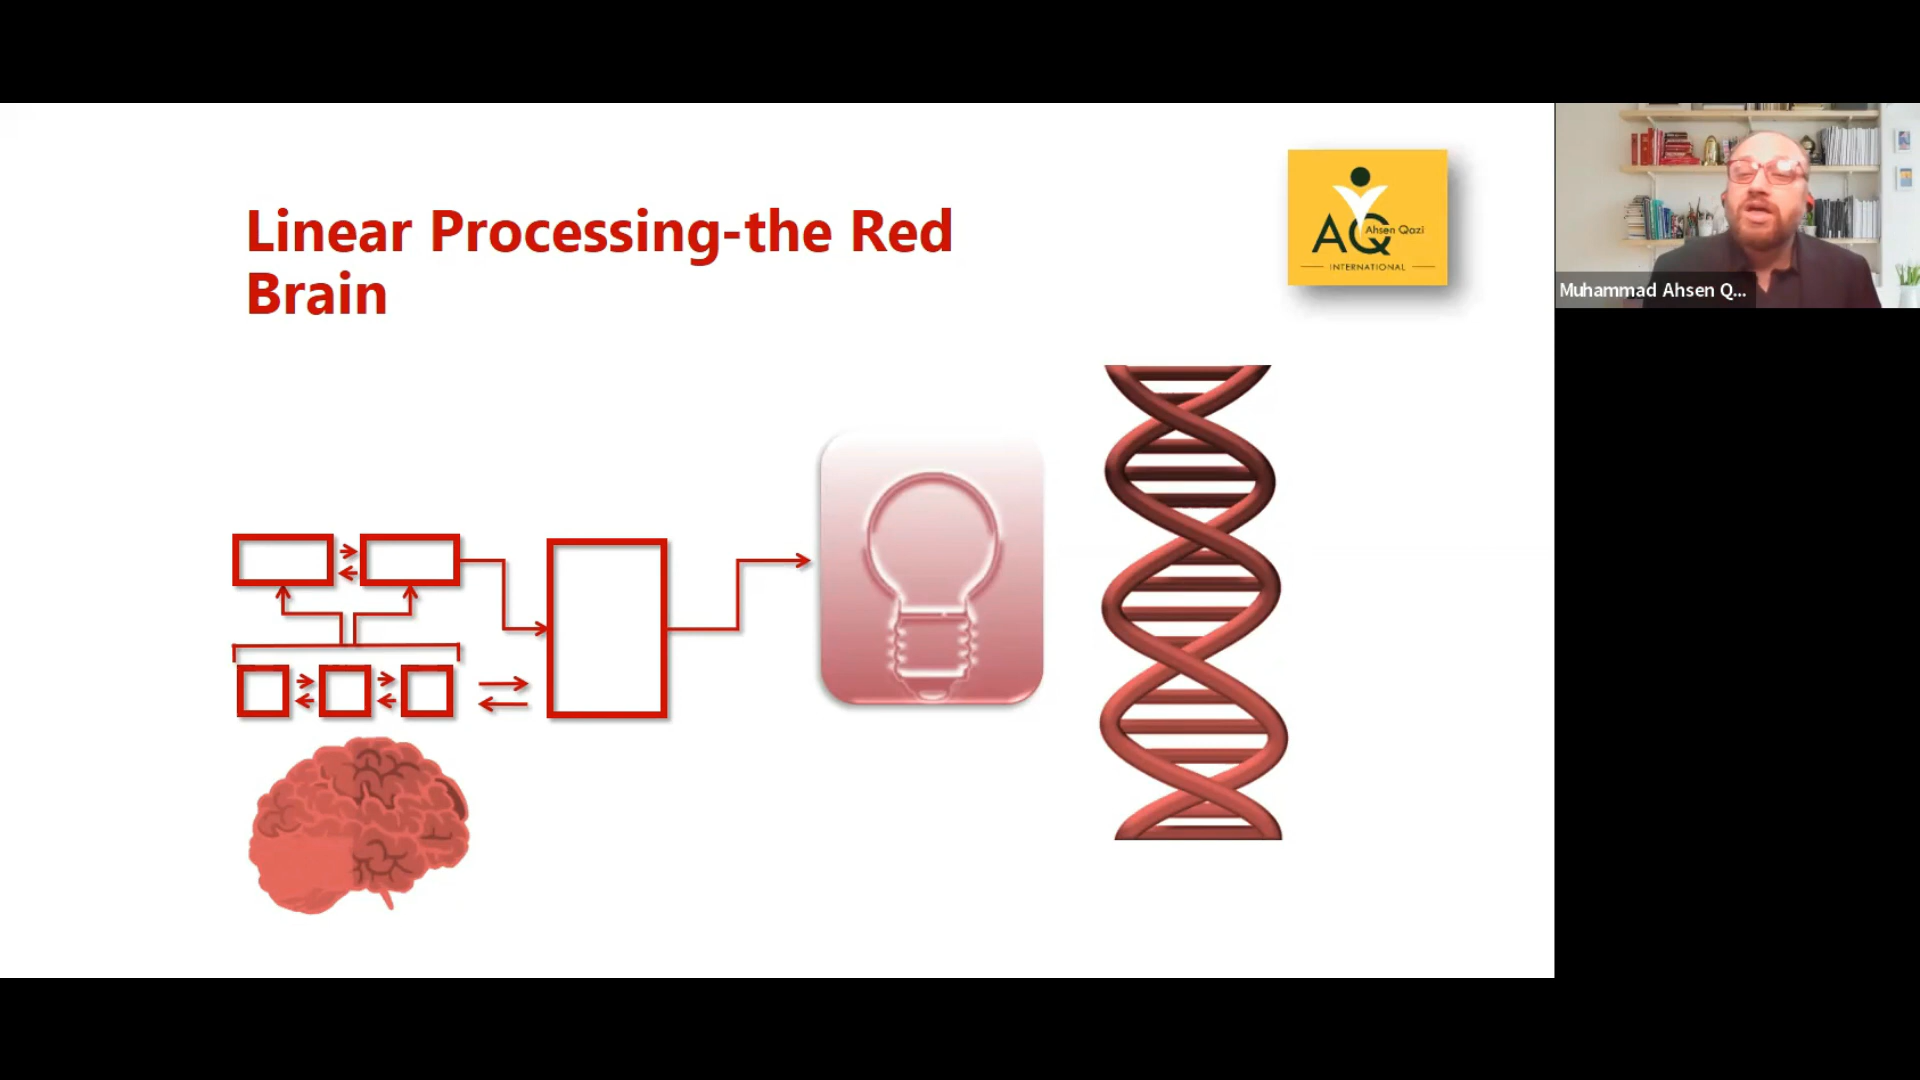 Linear Processing-the Red
Brain
AQ
Ahsen Qazi
INTERNATIONAL
Muhammad Ahsen Q...